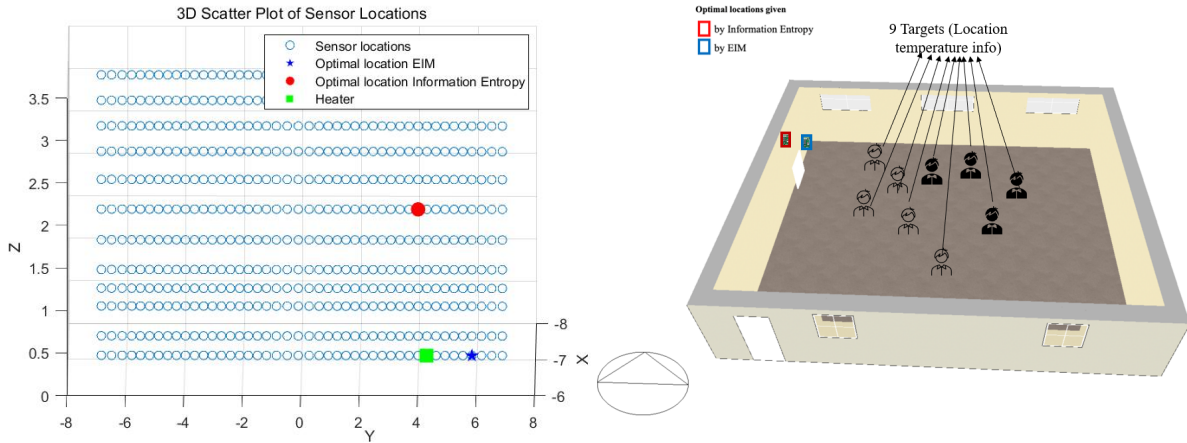 3D Scatter Plot of Sensor Locations
Sensor locations
Optimal location EIM
Optimal location Information Entropy
Heater
3.5
3
2.5
2
1.5
1
0.5
0
Z
-8
-6
-4
-2
0
2
4
6
8
Y
-8
-7
-6
X
Optimal locations given
by Information Entropy
by EIM
9 Targets (Location
temperature info)